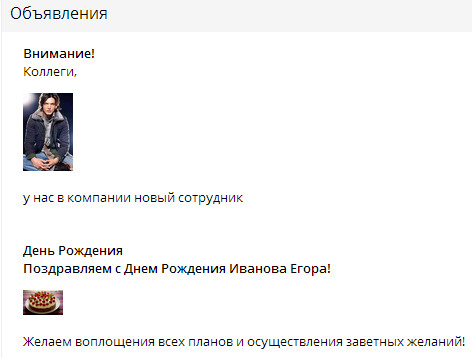 Объявления
Внимание!
Коллеги,
у нас в компании новый сотрудник
День Рождения
Поздравляем с Днем Рождения Иванова Егора!
Желаем воплощения всех планов и осуществления заветных желаний!